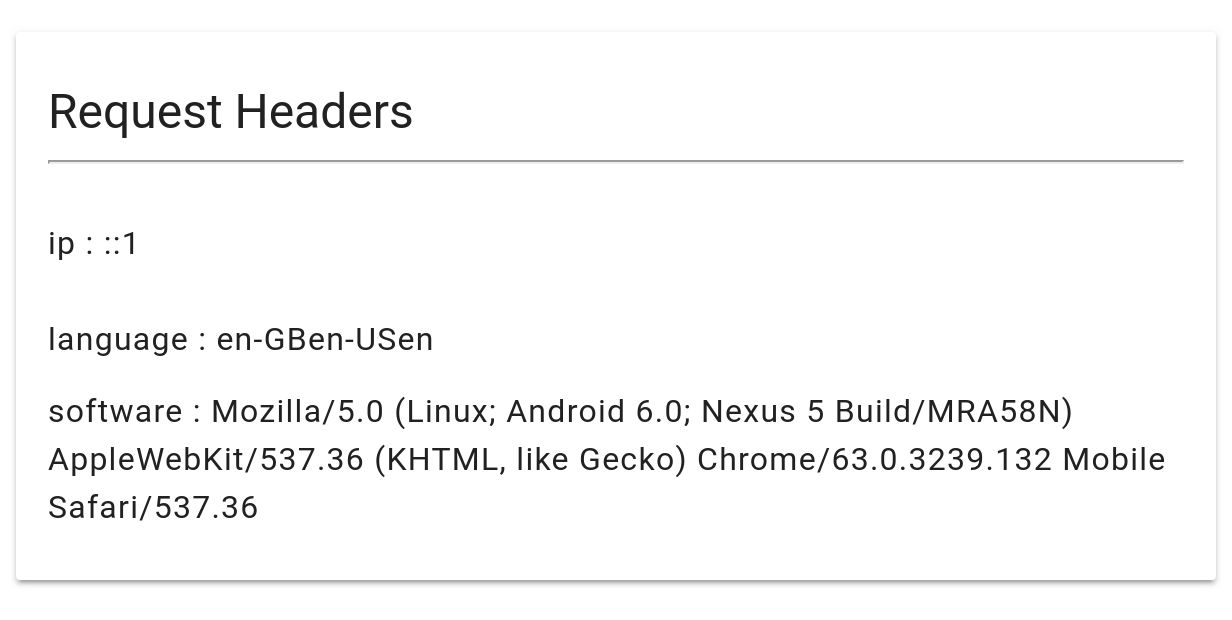 Request Headers
ip : ::1
language : en-GBen-USen
software : Mozilla/5.0 (Linux; Android 6.0; Nexus 5 Build/MRA58N)
AppleWebKit/537.36 (KHTML, like Gecko) Chrome/63.0.3239.132 Mobile
Safari/537.36